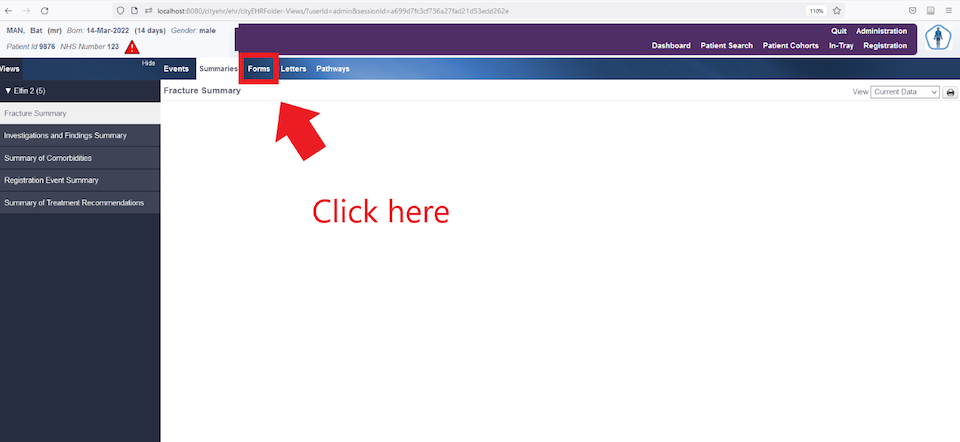 localhost:8080/cityehr/ehr/cityEHRFolder-Views/?userId=admin&sessionId=a699d7fc3cf736a27fad21d53edd262e
110%
MAN, Bat (mr) Born: 14-Mar-2022 (14 days) Gender: male
Patient Id 9876 NHS Number 123
Quit Administration
Dashboard Patient Search Patient Cohorts In-Tray Registration
Views
Hide
Events Summaries Forms Letters Pathways
▼ Elfin 2 (5)
Fracture Summary
Investigations and Findings Summary
Summary of Comorbidities
Registration Event Summary
Summary of Treatment Recommendations
Fracture Summary
View Current Data
Click here